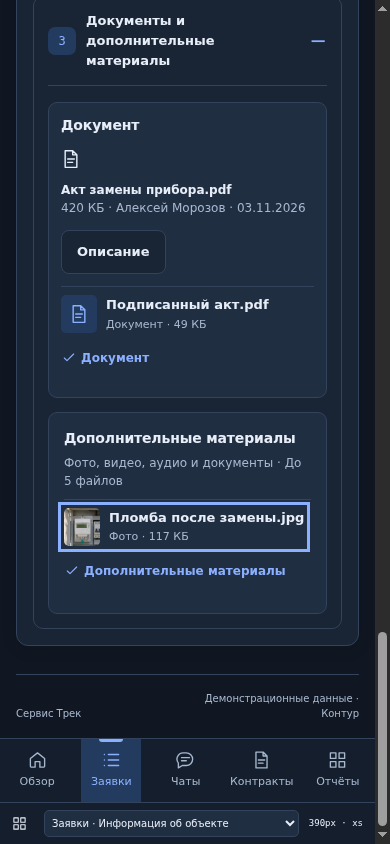 3
Документы и
дополнительные
материалы
Документ
Акт замены прибора.pdf
420 КБ · Алексей Морозов · 03.11.2026
Описание
Подписанный акт.pdf
Документ · 49 КБ
Документ
Дополнительные материалы
Фото, видео, аудио и документы · До
5 файлов
Пломба после замены.jpg
Фото · 117 КБ
Дополнительные материалы
Демонстрационные данные ·
Сервис Трек
Контур
Обзор
Заявки
Чаты
Контракты
Отчёты
Заявки · Информация об объекте
390px · xs